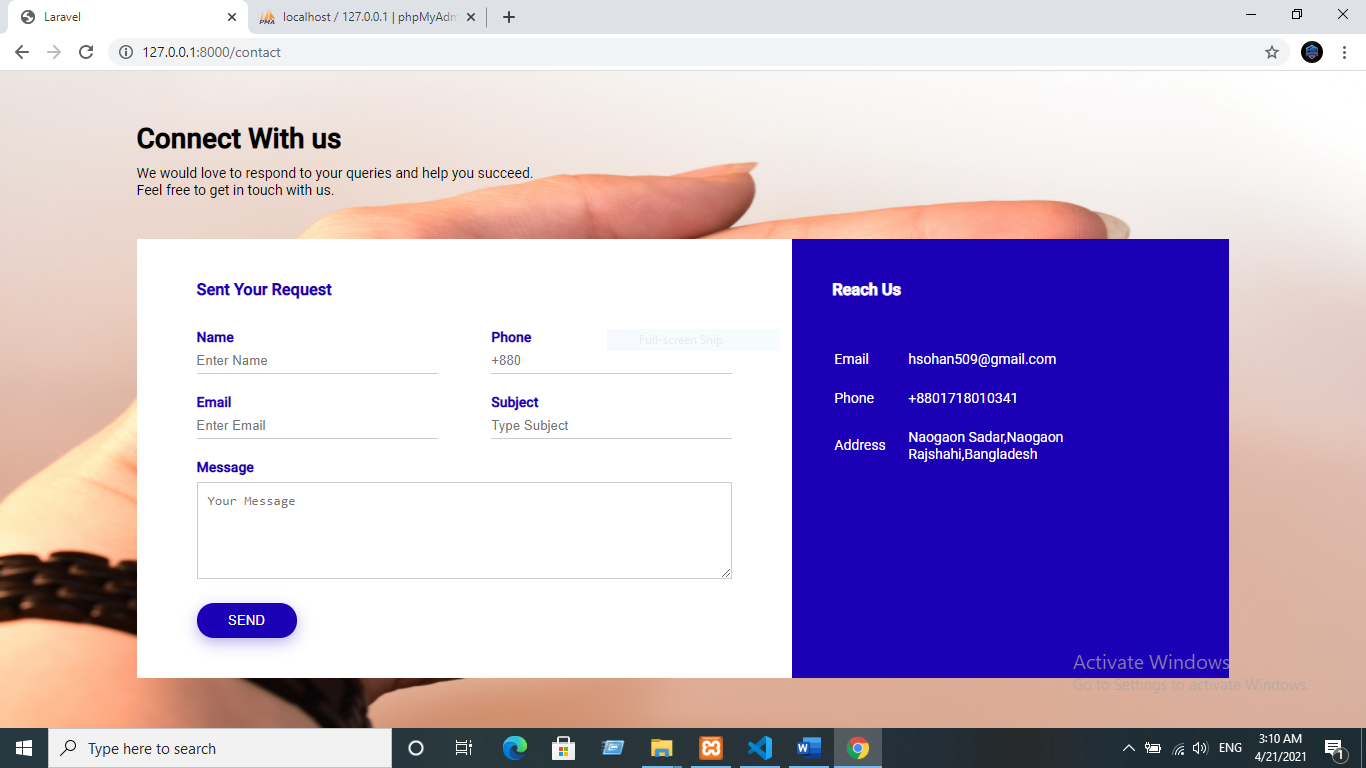 Laravel
PMA
localhost / 127.0.0.1 | phpMyAdm
127.0.0.1:8000/contact
Connect With us
We would love to respond to your queries and help you succeed.
Feel free to get in touch with us.
Sent Your Request
Reach Us
Name
Phone
Full-screen Snip
Enter Name
+880
Email
hsohan509@gmail.com
Email
Subject
Phone
+8801718010341
Enter Email
Type Subject
Address
Naogaon Sadar,Naogaon
Rajshahi,Bangladesh
Message
Your Message
SEND
Activate Windows
Go to Settings to activate Windows.
Type here to search
ENG
3:10 AM
4/21/2021
1